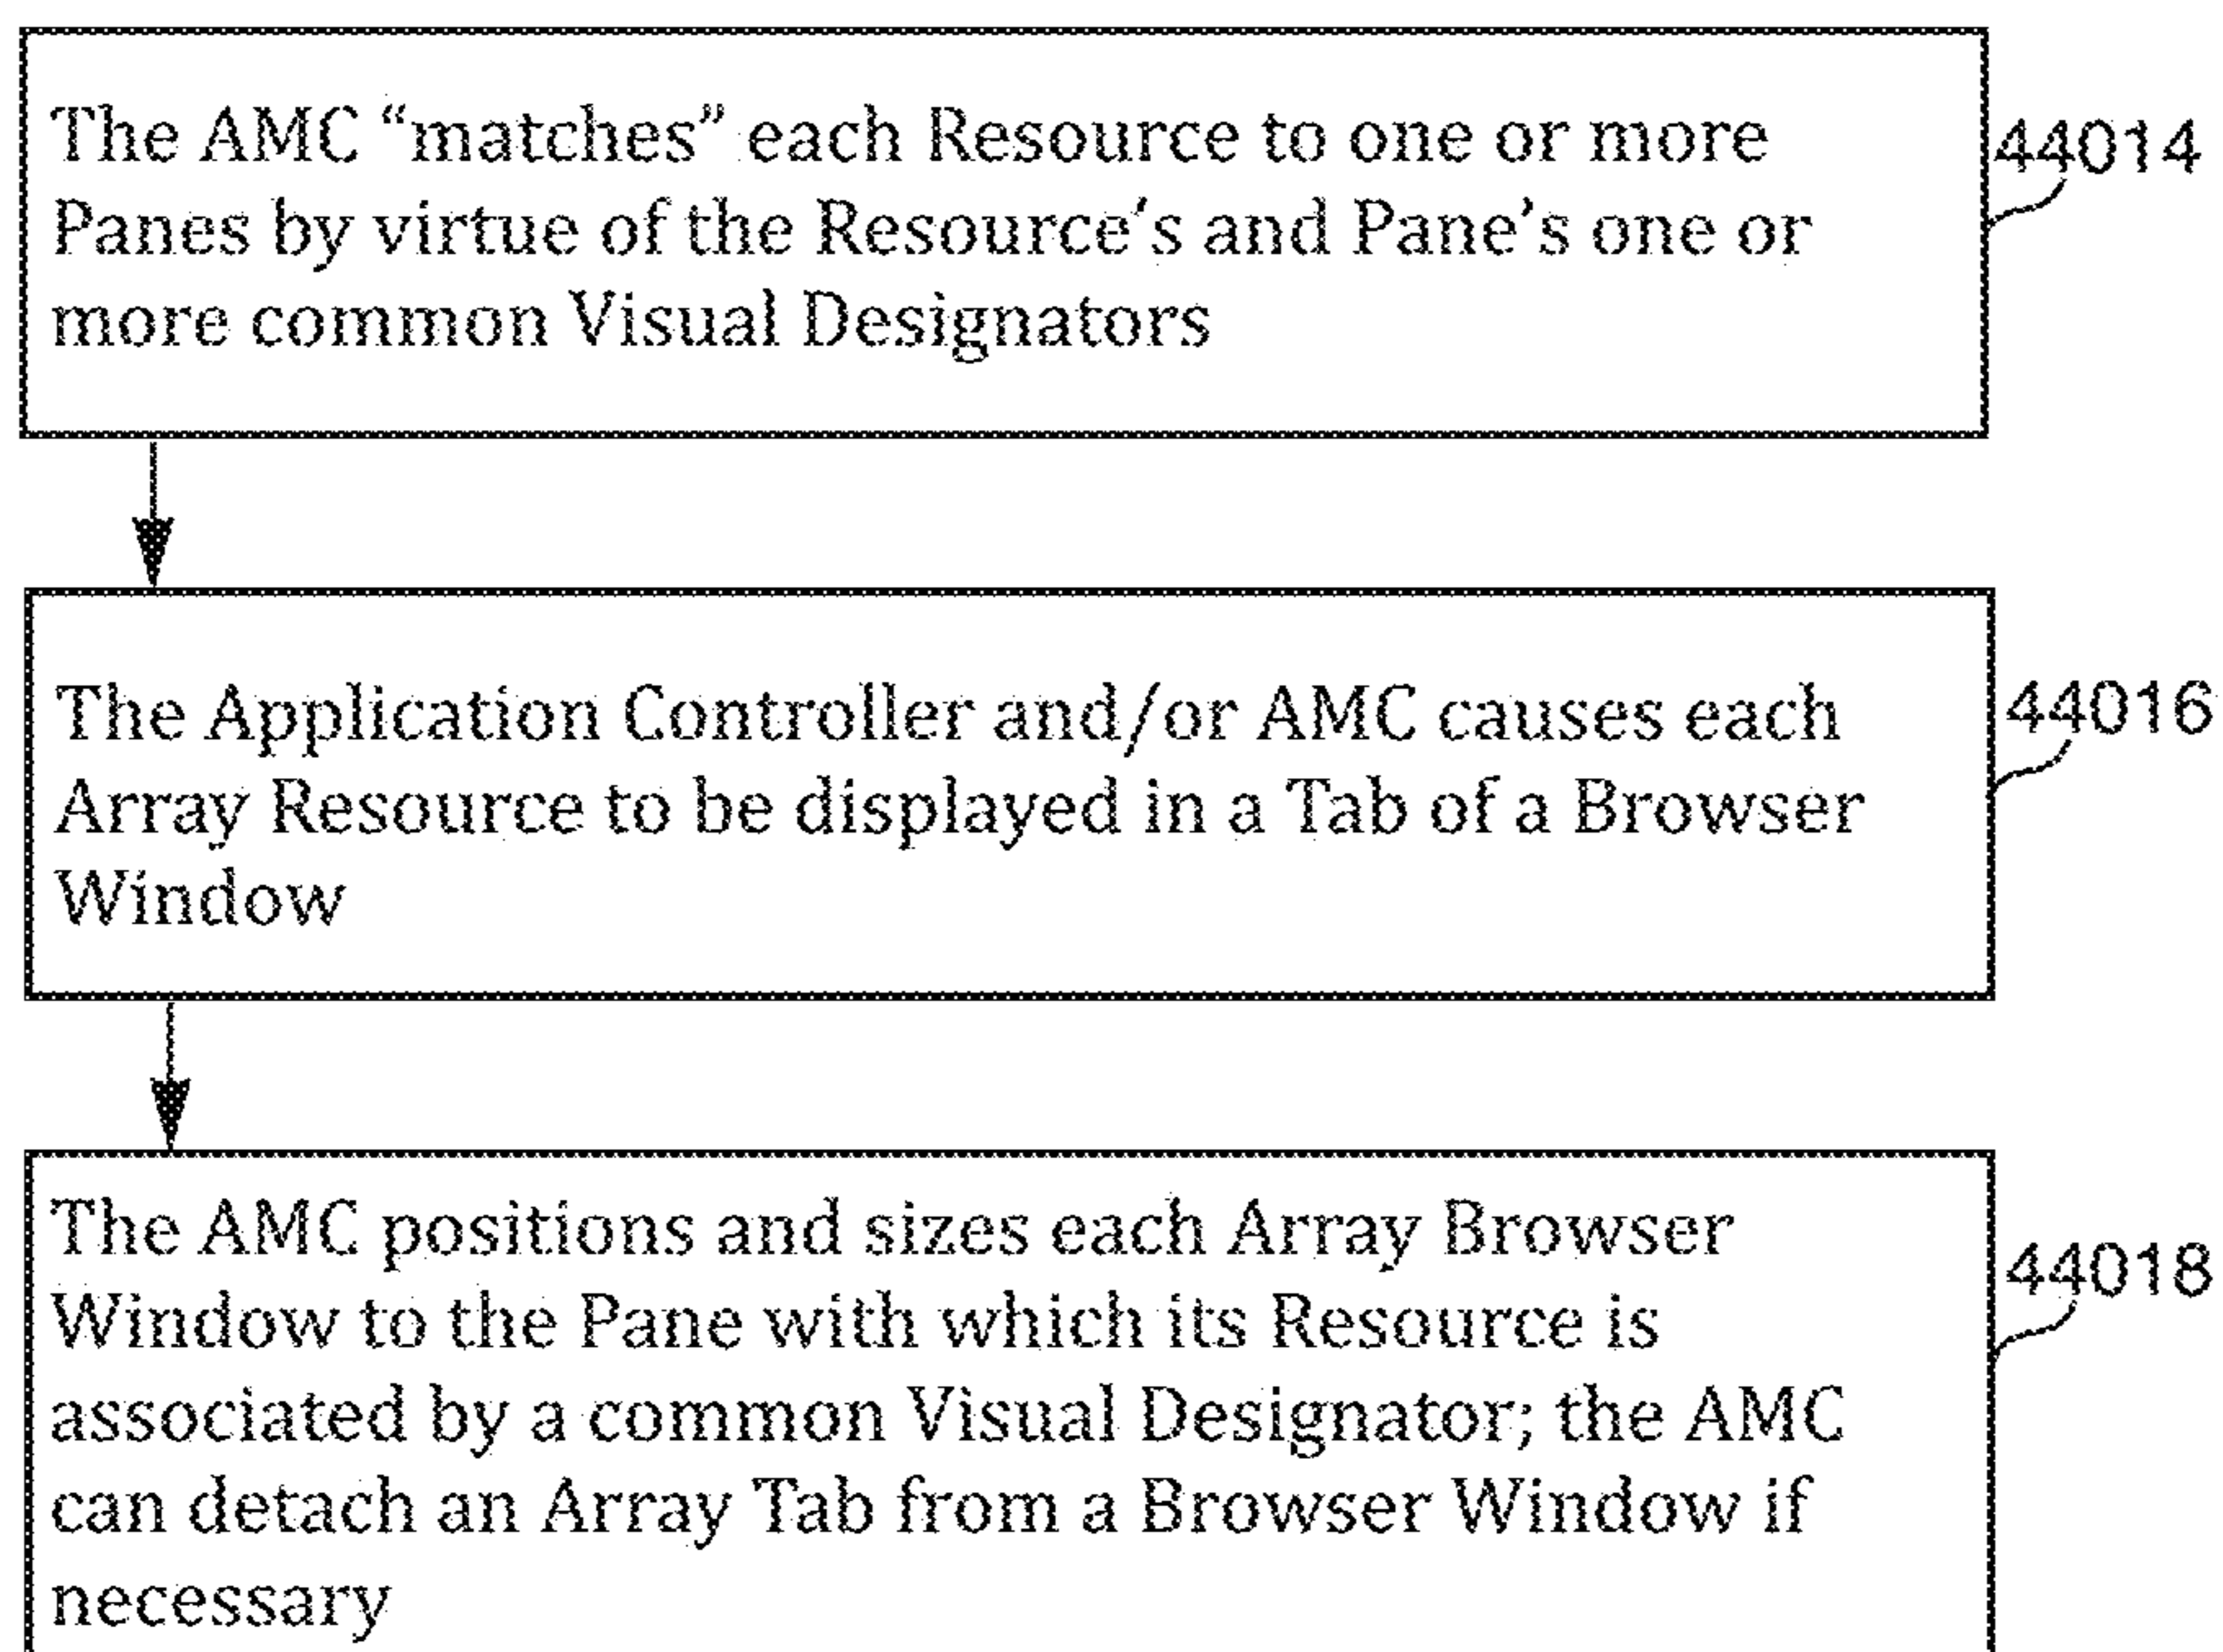 The AMC “matches” each Resource to one or more
Panes by virtue of the Resource’s and Pane’s one or
more common Visual Designators
44014
The Application Controller and/or AMC causes each
Array Resource to be displayed in a Tab of a Browser
Window
44016
The AMC positions and sizes each Array Browser
Window to the Pane with which its Resource is
associated by a common Visual Designator; the AMC
can detach an Array Tab from a Browser Window if
necessary
44018